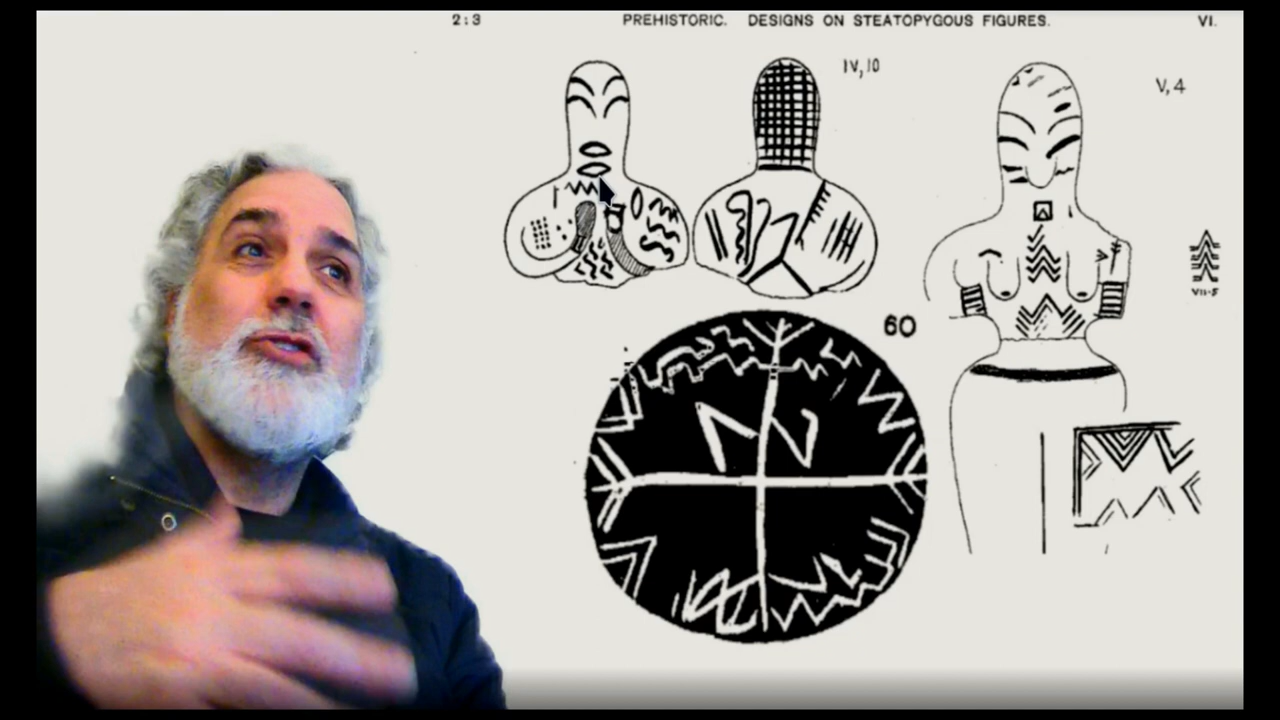 2:3 PREHISTORIC. DESIGNS ON STEATOPYGOUS FIGURES. VI.
IV,10
V,4
VII-5
60